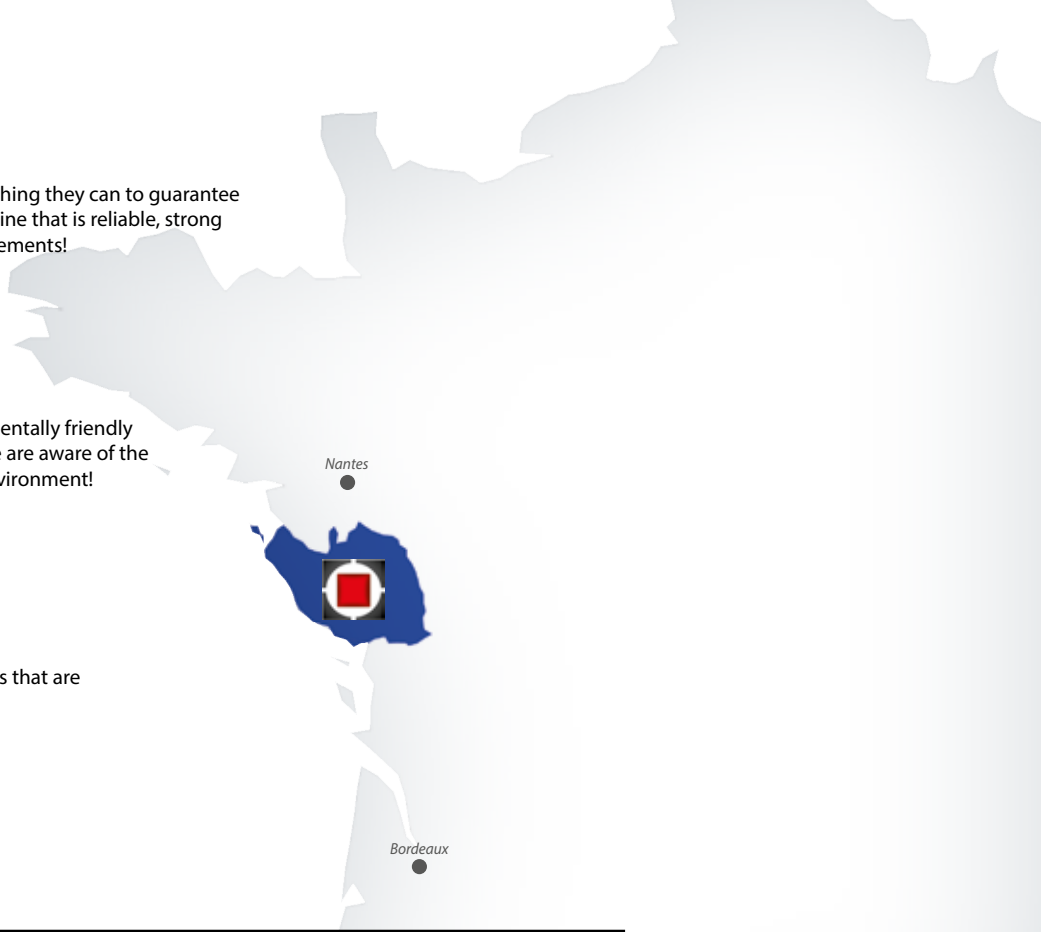 hing they can to guarantee
ine that is reliable, strong
ements!
entally friendly
e are aware of the
vironment!
Nantes
s that are
Bordeaux